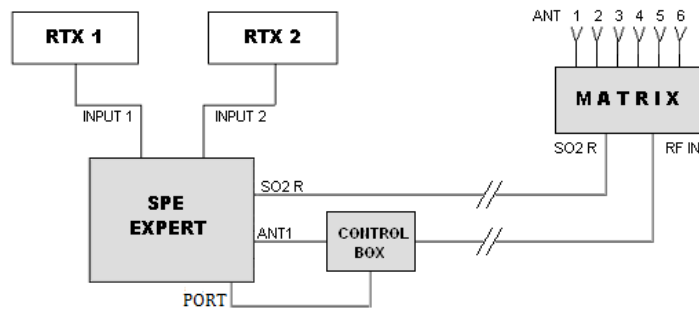 RTX 1
RTX 2
ANT 1 2 3 4 5 6
MATRIX
INPUT 1
INPUT 2
SO2 R
RF IN
SPE
EXPERT
SO2 R
ANT1
CONTROL
BOX
PORT